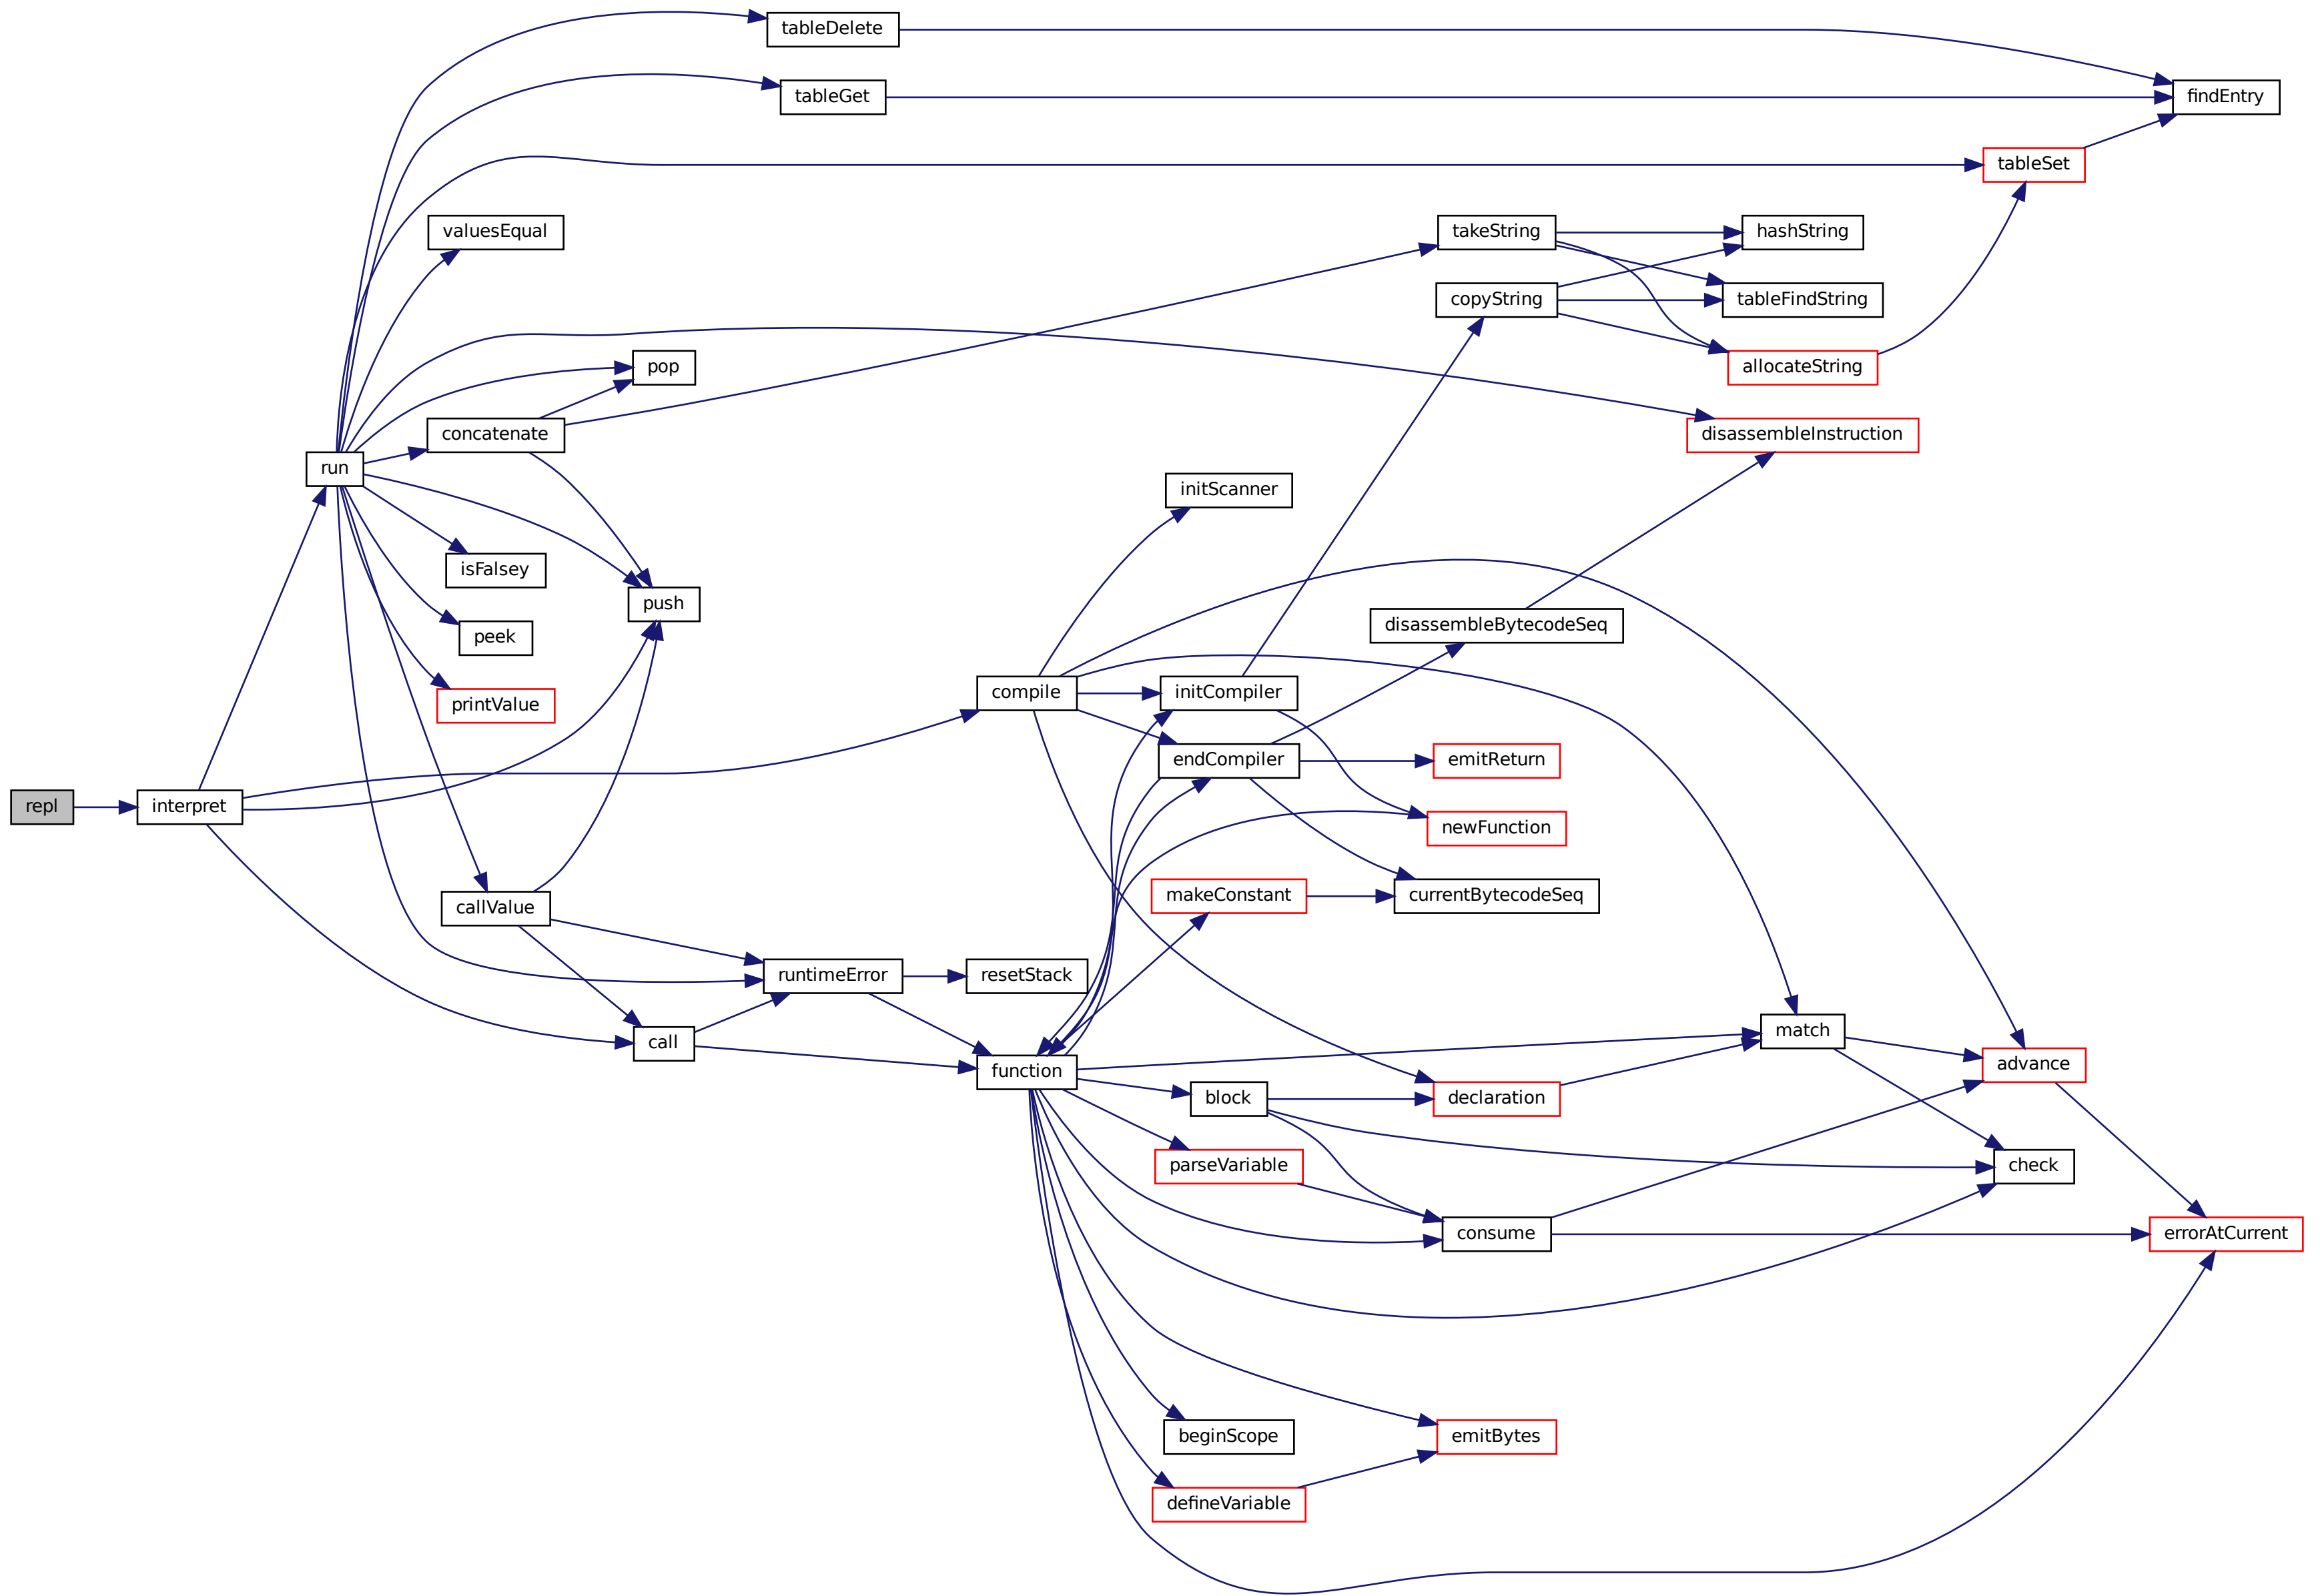 tableDelete
tableGet
findEntry
tableSet
valuesEqual
takeString
hashString
copyString
tableFindString
pop
allocateString
concatenate
disassembleInstruction
run
initScanner
isFalsey
push
disassembleBytecodeSeq
peek
compile
initCompiler
printValue
endCompiler
emitReturn
repl
interpret
newFunction
makeConstant
currentBytecodeSeq
callValue
runtimeError
resetStack
match
call
advance
function
block
declaration
parseVariable
check
consume
errorAtCurrent
beginScope
emitBytes
defineVariable